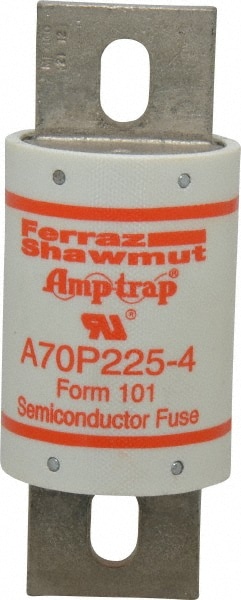 Ferraz
Shawmut
Amp-trap®
A70P225-4
Form 101
Semiconductor Fuse